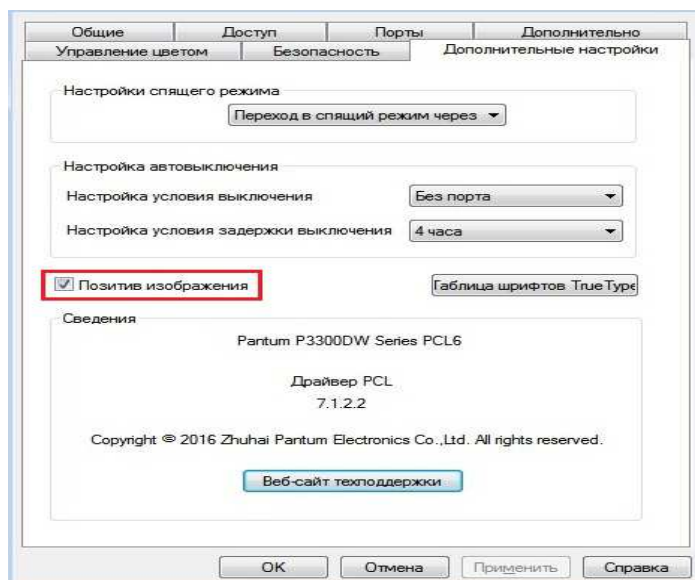 Общие Доступ Порты Дополнительно
Управление цветом Безопасность Дополнительные настройки
Настройки спящего режима
Переход в спящий режим через
Настройка автовыключения
Настройка условия выключения Без порта
Настройка условия задержки выключения 4 часа
Позитив изображения Таблица шрифтов TrueType
Сведения
Pantum P3300DW Series PCL6
Драйвер PCL
7.1.2.2
Copyright © 2016 Zhuhai Pantum Electronics Co.,Ltd. All rights reserved.
Веб-сайт техподдержки
OK Отмена Применить Справка